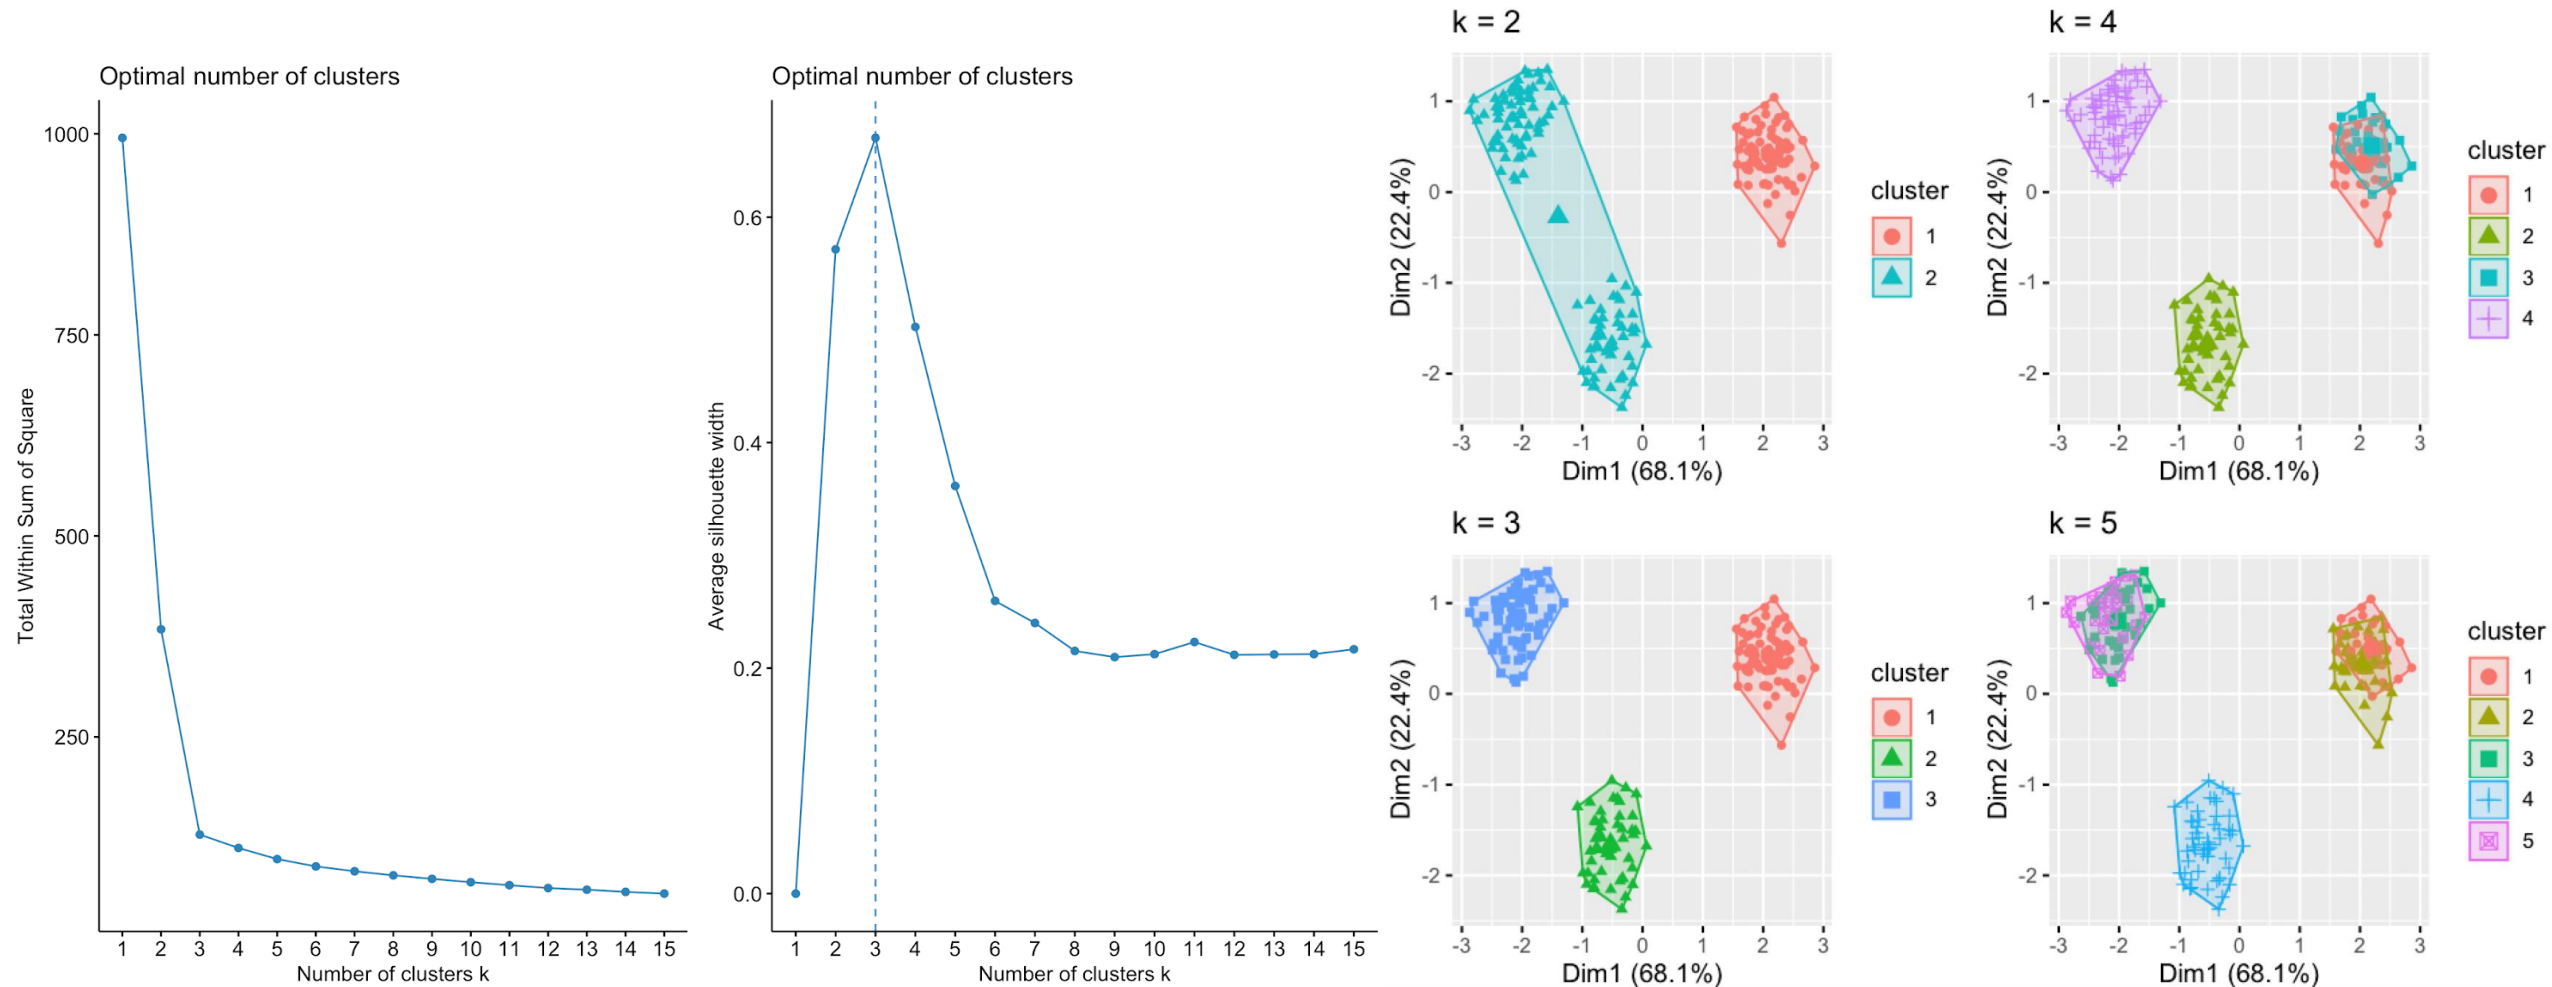 Optimal number of clusters
Total Within Sum of Square
1000
750
500
250
1 2 3 4 5 6 7 8 9 10 11 12 13 14 15
Number of clusters k
Optimal number of clusters
Average silhouette width
0.6
0.4
0.2
0.0
1 2 3 4 5 6 7 8 9 10 11 12 13 14 15
Number of clusters k
k = 2
Dim2 (22.4%)
1
0
-1
-2
-3 -2 -1 0 1 2 3
Dim1 (68.1%)
cluster
1
2
k = 4
Dim2 (22.4%)
1
0
-1
-2
-3 -2 -1 0 1 2 3
Dim1 (68.1%)
cluster
1
2
3
4
k = 3
Dim2 (22.4%)
1
0
-1
-2
-3 -2 -1 0 1 2 3
Dim1 (68.1%)
cluster
1
2
3
k = 5
Dim2 (22.4%)
1
0
-1
-2
-3 -2 -1 0 1 2 3
Dim1 (68.1%)
cluster
1
2
3
4
5